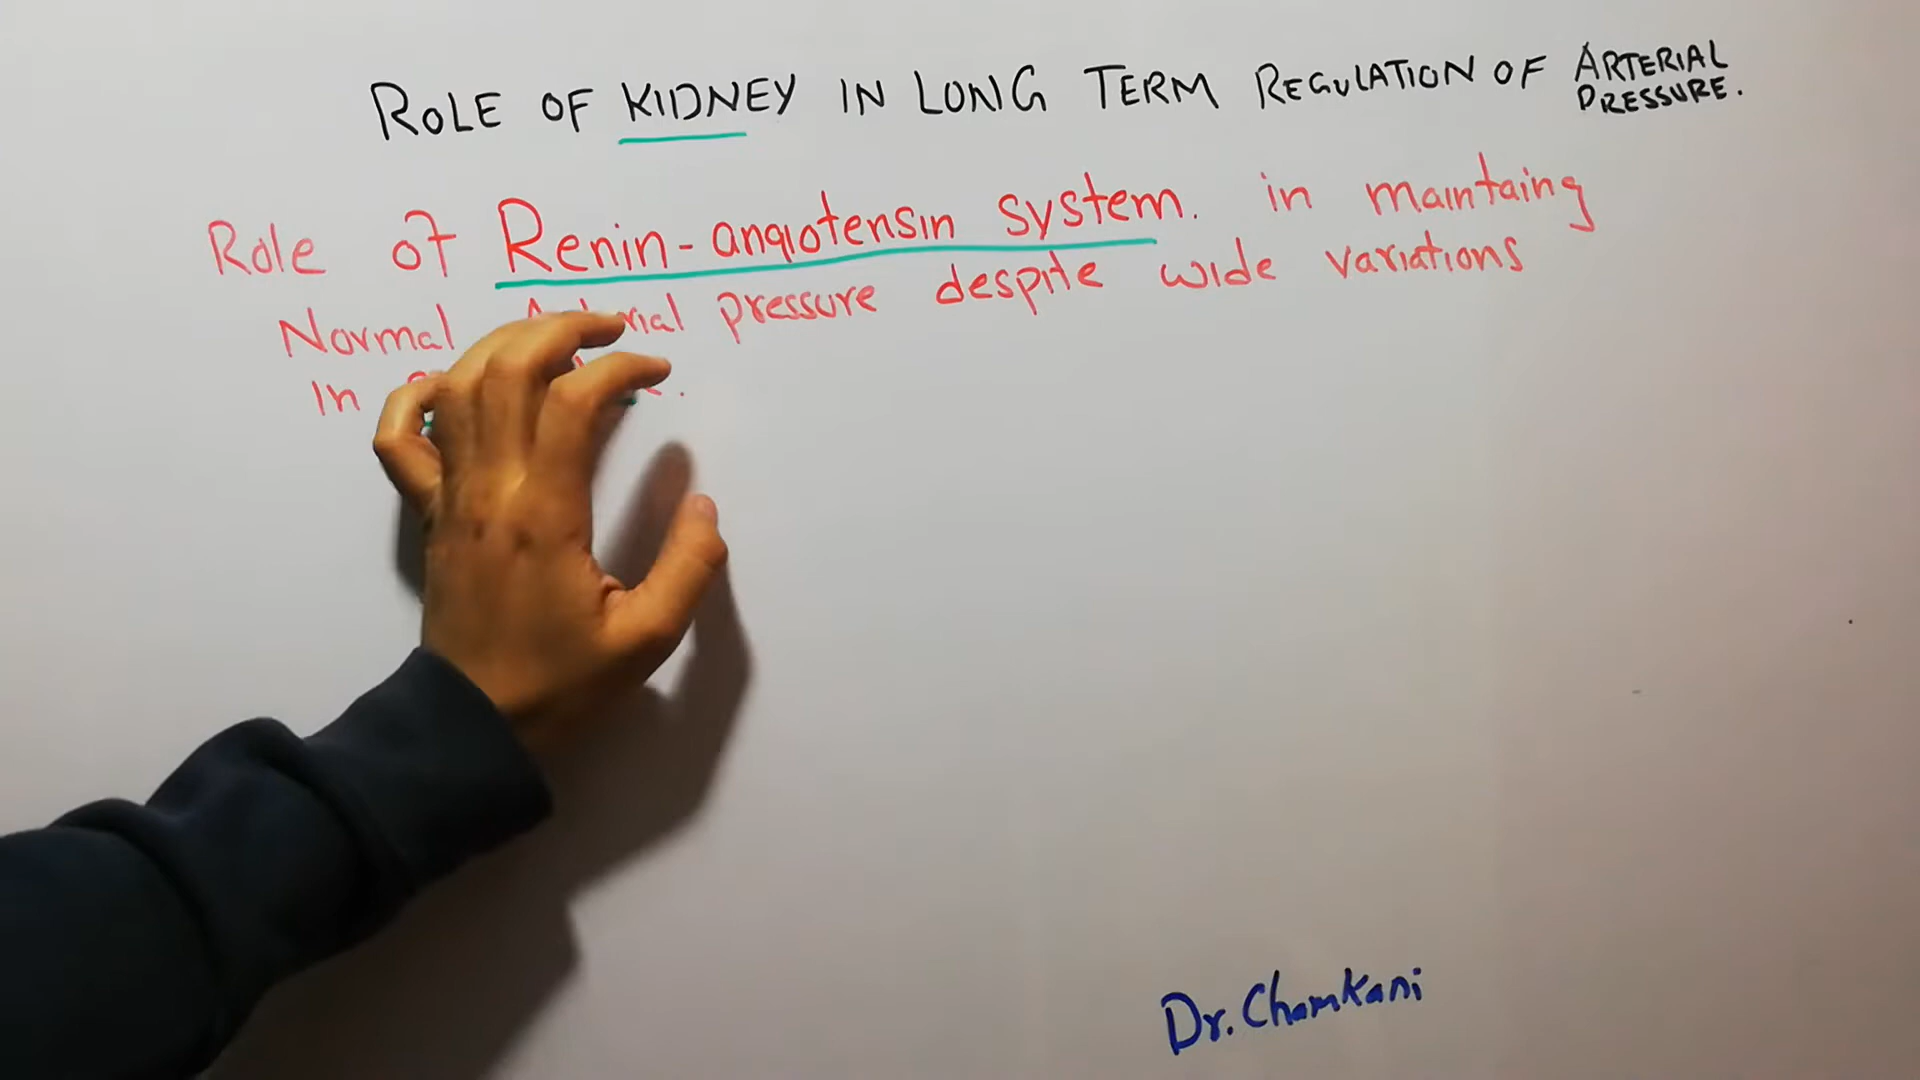 ROLE OF KIDNEY IN LONG TERM REGULATION OF ARTERIAL PRESSURE.
Role of Renin-angiotensin system. in maintaing
Normal pressure despite wide variations
In
Dr. Chamkani